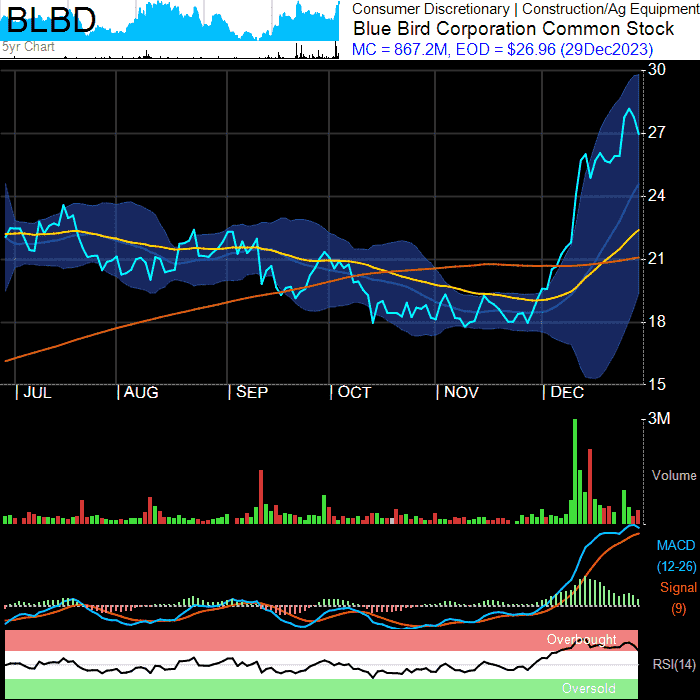 BLBD
5yr Chart
Consumer Discretionary | Construction/Ag Equipment
Blue Bird Corporation Common Stock
MC = 867.2M, EOD = $26.96 (29Dec2023)
30
27
24
21
18
15
| JUL | AUG | SEP | OCT | NOV | DEC
3M
Volume
MACD
(12-26)
Signal
(9)
Overbought
RSI(14)
Oversold